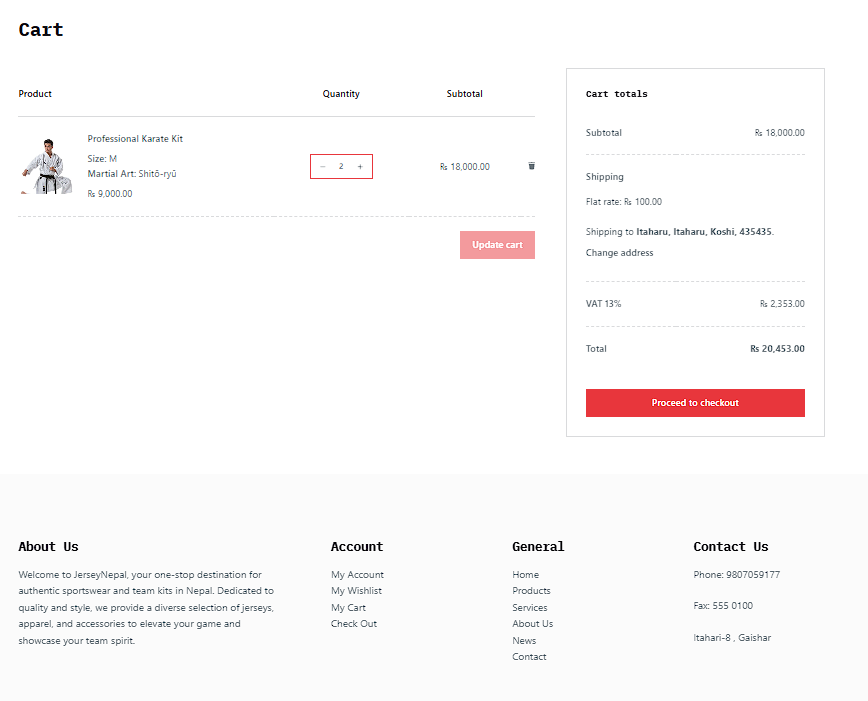 Cart
Product Quantity Subtotal
Professional Karate Kit
Size: M
Martial Art: Shitō-ryū
₨ 9,000.00
− 2 +
₨ 18,000.00
Update cart
Cart totals
Subtotal ₨ 18,000.00
Shipping
Flat rate: ₨ 100.00
Shipping to Itaharu, Itaharu, Koshi, 435435.
Change address
VAT 13% ₨ 2,353.00
Total ₨ 20,453.00
Proceed to checkout
About Us
Welcome to JerseyNepal, your one-stop destination for
authentic sportswear and team kits in Nepal. Dedicated to
quality and style, we provide a diverse selection of jerseys,
apparel, and accessories to elevate your game and
showcase your team spirit.
Account
My Account
My Wishlist
My Cart
Check Out
General
Home
Products
Services
About Us
News
Contact
Contact Us
Phone: 9807059177
Fax: 555 0100
Itahari-8 , Gaishar